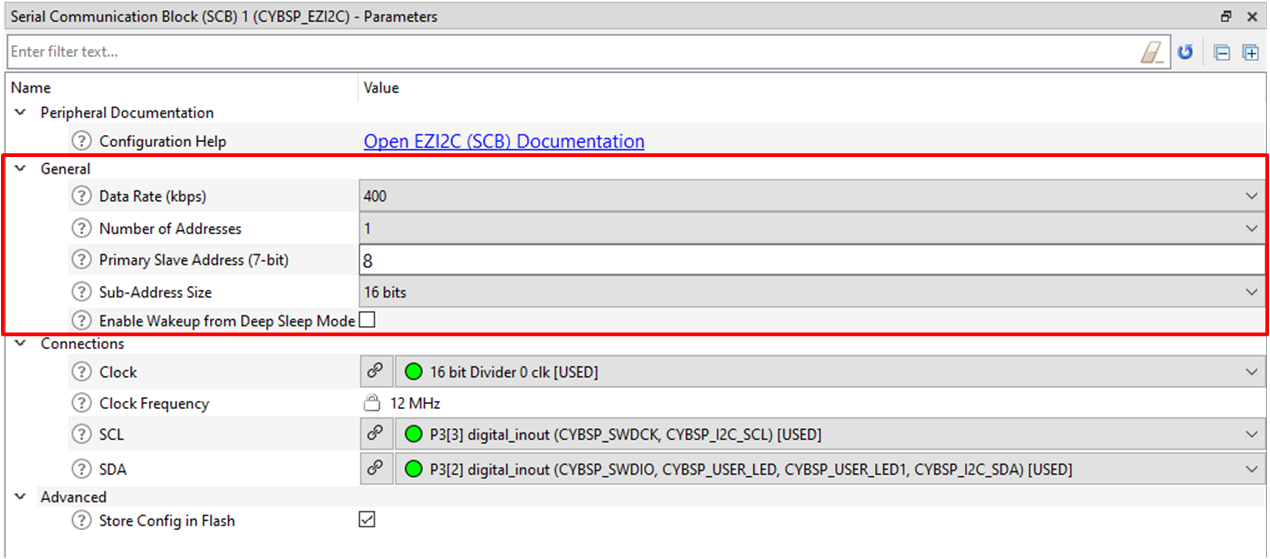 Serial Communication Block (SCB) 1 (CYBSP_EZI2C) - Parameters
Enter filter text...
Name Value
Peripheral Documentation
? Configuration Help Open EZI2C (SCB) Documentation
General
? Data Rate (kbps) 400
? Number of Addresses 1
? Primary Slave Address (7-bit) 8
? Sub-Address Size 16 bits
? Enable Wakeup from Deep Sleep Mode
Connections
? Clock 16 bit Divider 0 clk [USED]
? Clock Frequency 12 MHz
? SCL P3[3] digital_inout (CYBSP_SWDCK, CYBSP_I2C_SCL) [USED]
? SDA P3[2] digital_inout (CYBSP_SWDIO, CYBSP_USER_LED, CYBSP_USER_LED1, CYBSP_I2C_SDA) [USED]
Advanced
? Store Config in Flash